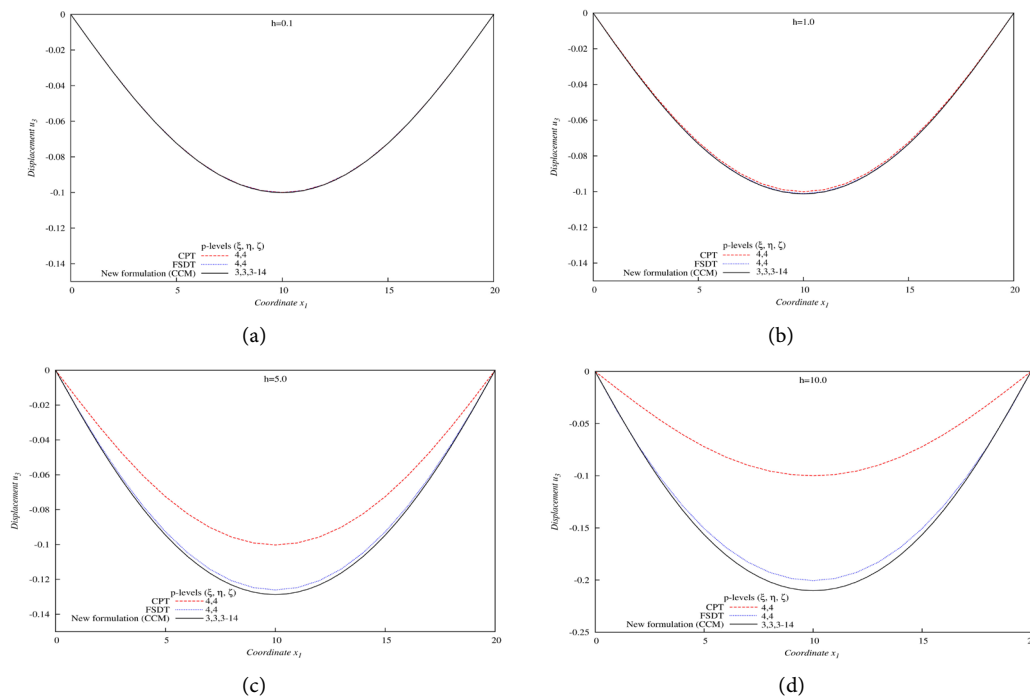 h=0.1
0
-0.02
-0.04
-0.06
-0.08
-0.1
-0.12
-0.14
Displacement u3
p-levels (ξ, η, ζ)
CPT 4,4
FSDT 4,4
New formulation (CCM) 3,3,3-14
0 5 10 15 20
Coordinate x1
(a)
h=1.0
0
-0.02
-0.04
-0.06
-0.08
-0.1
-0.12
-0.14
Displacement u3
p-levels (ξ, η, ζ)
CPT 4,4
FSDT 4,4
New formulation (CCM) 3,3,3-14
0 5 10 15 20
Coordinate x1
(b)
h=5.0
0
-0.02
-0.04
-0.06
-0.08
-0.1
-0.12
-0.14
Displacement u3
p-levels (ξ, η, ζ)
CPT 4,4
FSDT 4,4
New formulation (CCM) 3,3,3-14
0 5 10 15 20
Coordinate x1
(c)
h=10.0
0
-0.05
-0.1
-0.15
-0.2
-0.25
Displacement u3
p-levels (ξ, η, ζ)
CPT 4,4
FSDT 4,4
New formulation (CCM) 3,3,3-14
0 5 10 15
Coordinate x1
(d)